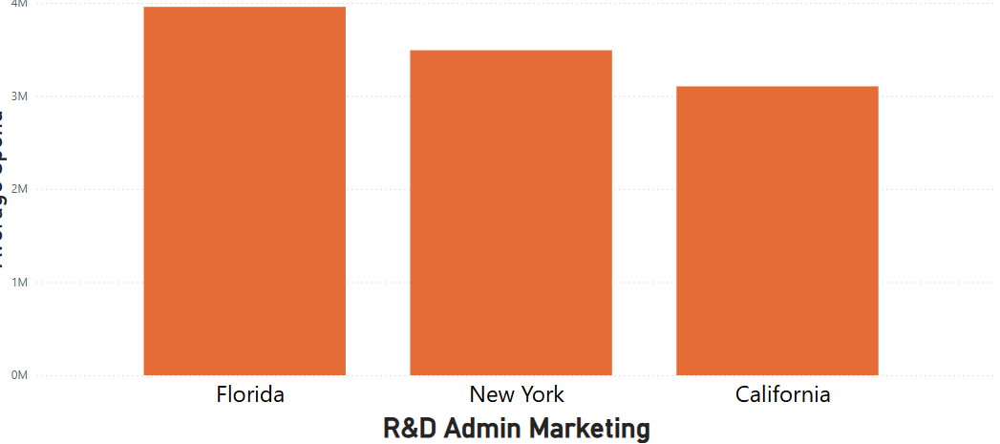 4M
3M
2M
1M
0M
Florida
New York
California
R&D Admin Marketing